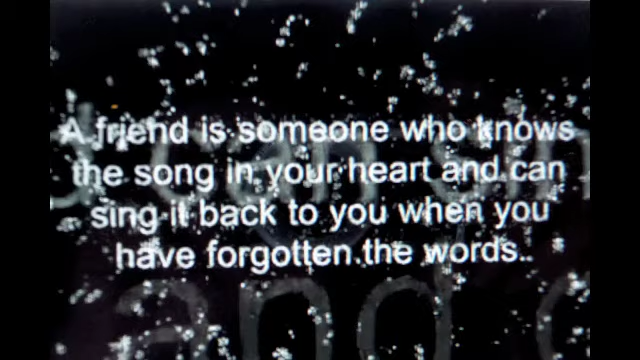 A friend is someone who knows
the song in your heart and can
sing it back to you when you
have forgotten the words..